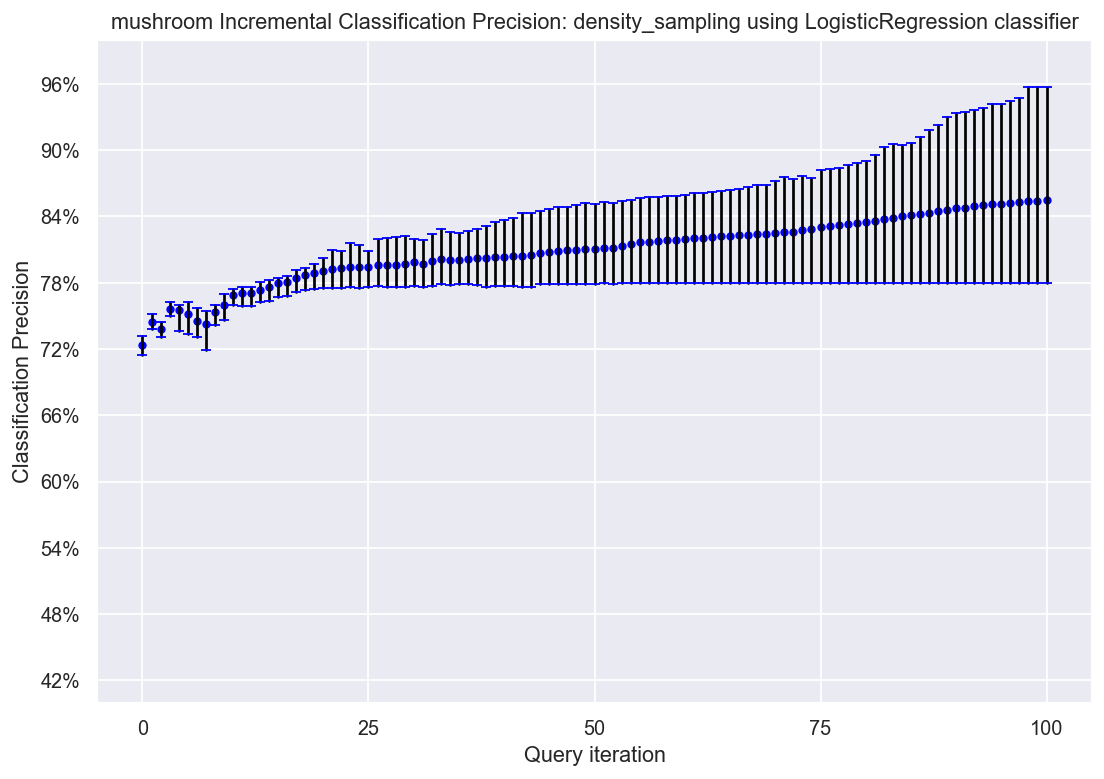 mushroom Incremental Classification Precision: density_sampling using LogisticRegression classifier
Classification Precision
96%
90%
84%
78%
72%
66%
60%
54%
48%
42%
0 25 50 75 100
Query iteration